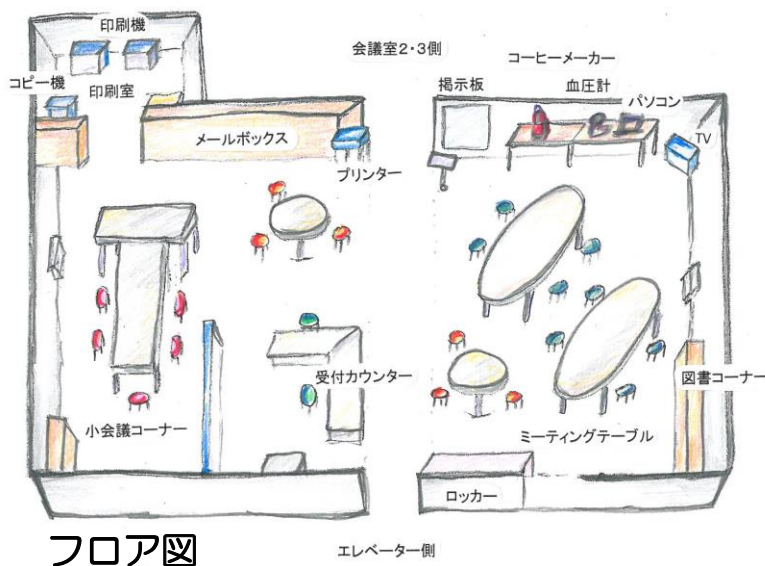 印刷機
会議室2・3側
コーヒーメーカー
コピー機
印刷室
掲示板
血圧計
パソコン
メールボックス
TV
プリンター
受付カウンター
図書コーナー
小会議コーナー
ミーティングテーブル
ロッカー
フロア図
エレベーター側